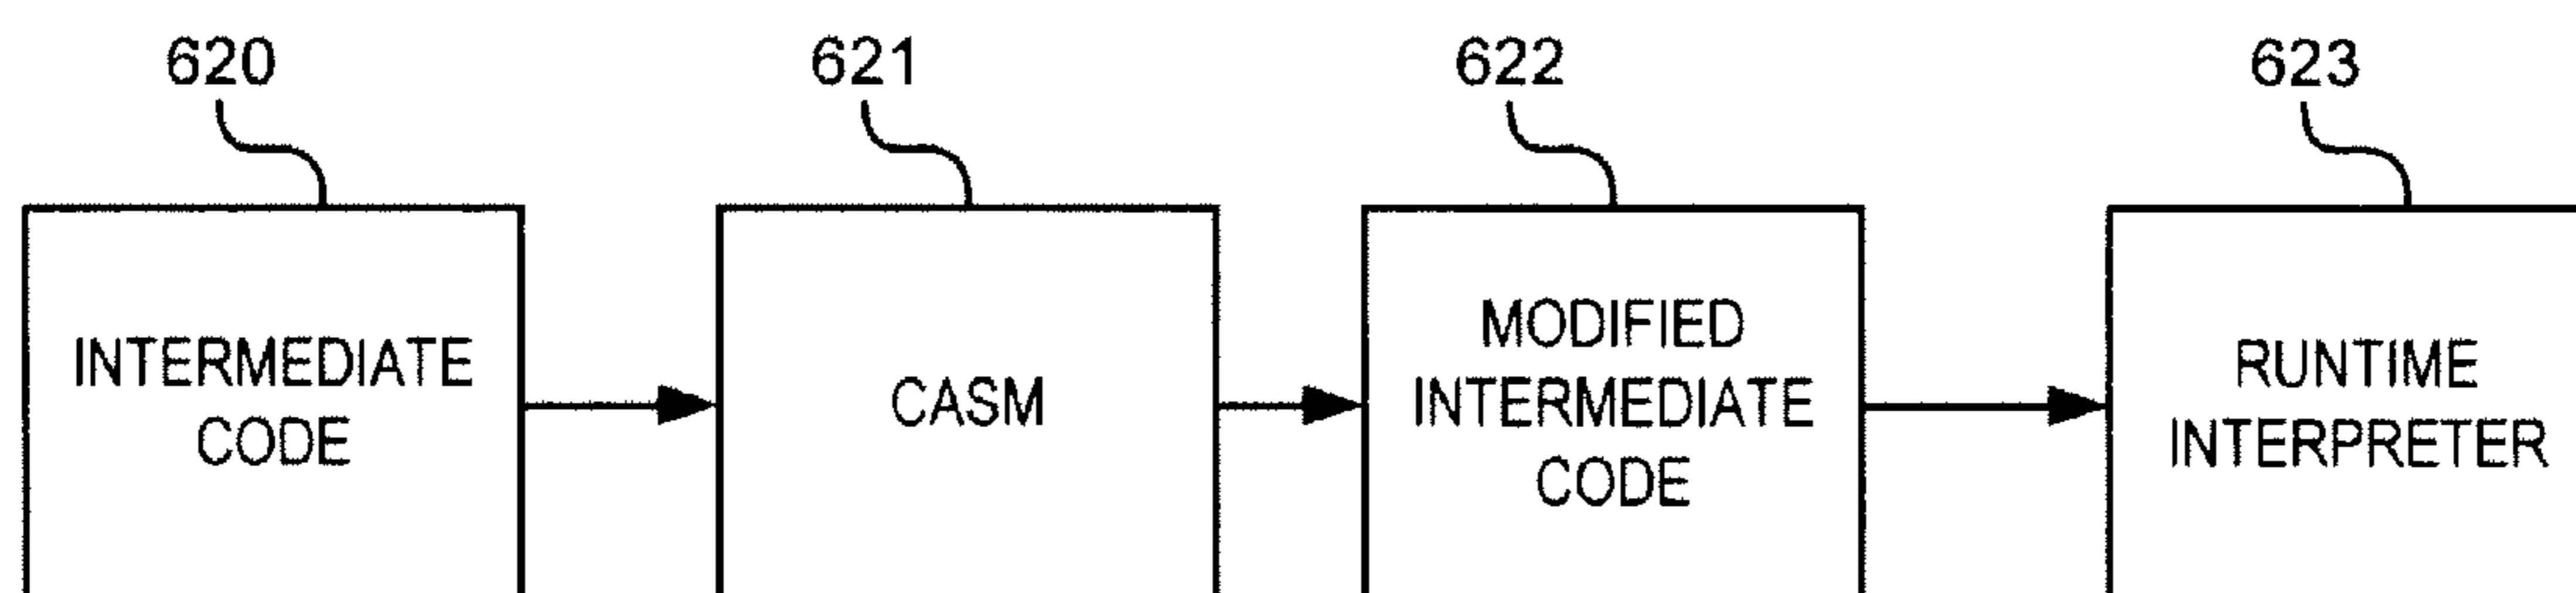 620
621
622
623
INTERMEDIATE
CODE
CASM
MODIFIED
INTERMEDIATE
CODE
RUNTIME
INTERPRETER